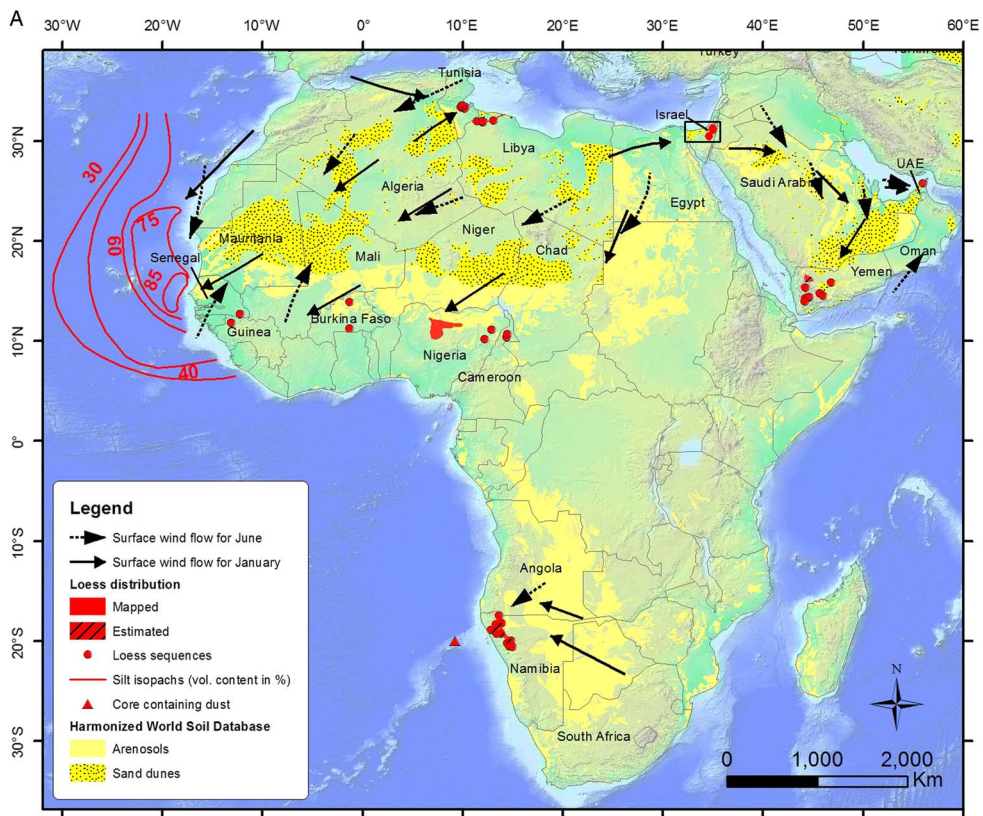 A
30°W
20°W
10°W
0°
10°E
20°E
30°E
40°E
50°E
60°E
Turkey
Tunisia
30°N
Israel
Libya
30
UAE
Algeria
Saudi Arabia
Egypt
75
20°N
60
Mauritania
Niger
Chad
Oman
Senegal
Mali
Yemen
85
Burkina Faso
Guinea
10°N
Nigeria
40
Cameroon
0°
Legend
Surface wind flow for June
Surface wind flow for January
Loess distribution
Mapped
Estimated
Loess sequences
Silt isopachs (vol. content in %)
Core containing dust
Harmonized World Soil Database
Arenosols
Sand dunes
10°S
Angola
20°S
Namibia
N
South Africa
30°S
0
1,000
2,000
Km